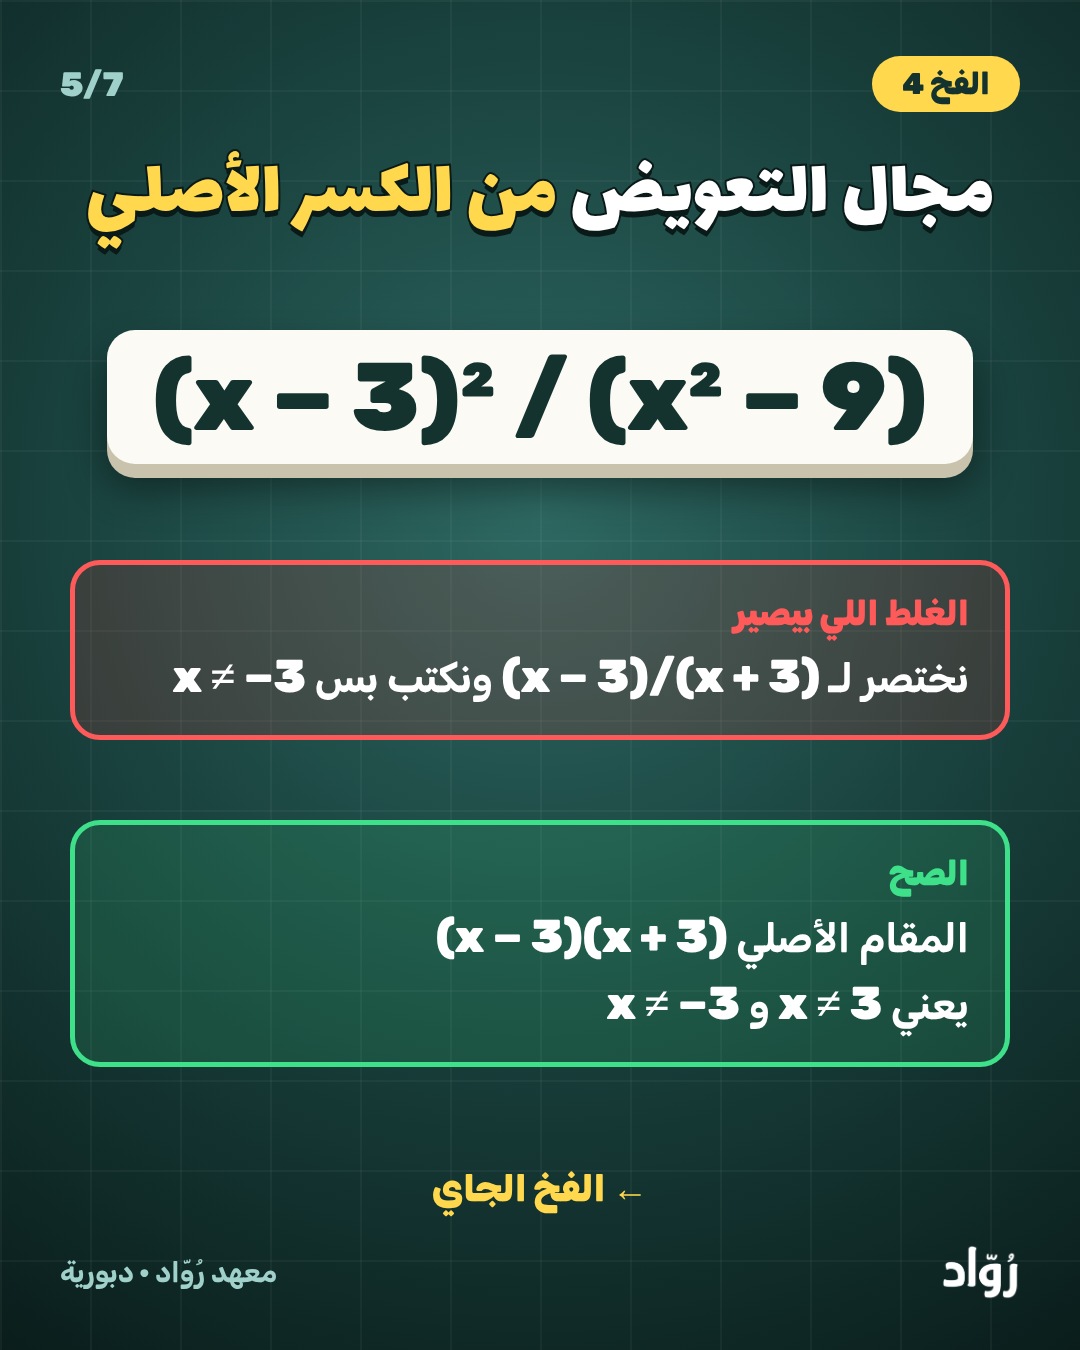 الفخ 4
5/7
مجال التعويض من الكسر الأصلي
(x − 3)² / (x² − 9)
الغلط اللي بيصير
نختصر لـ (x − 3)/(x + 3) ونكتب بس x ≠ −3
الصح
المقام الأصلي (x − 3)(x + 3)
يعني x ≠ 3 و x ≠ −3
← الفخ الجاي
رُوّاد
معهد رُوّاد • دبورية